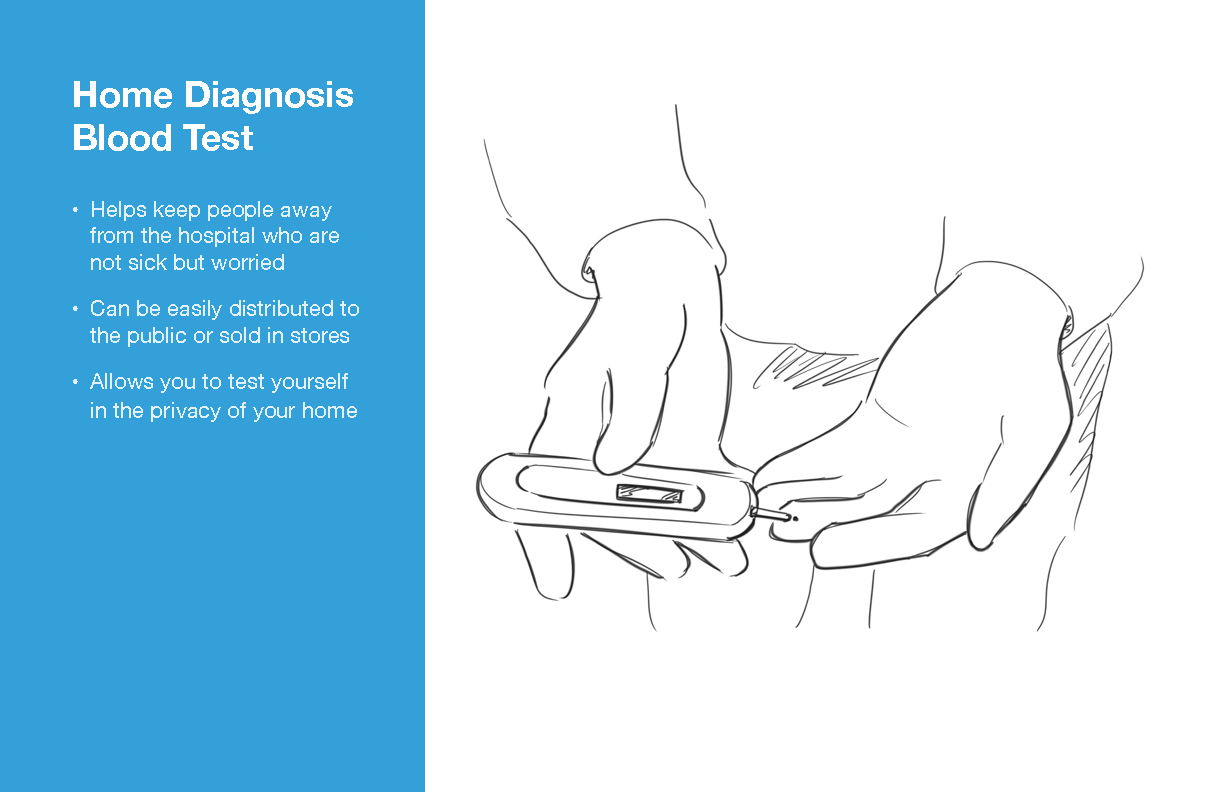 Home Diagnosis
Blood Test
• Helps keep people away
from the hospital who are
not sick but worried
• Can be easily distributed to
the public or sold in stores
• Allows you to test yourself
in the privacy of your home